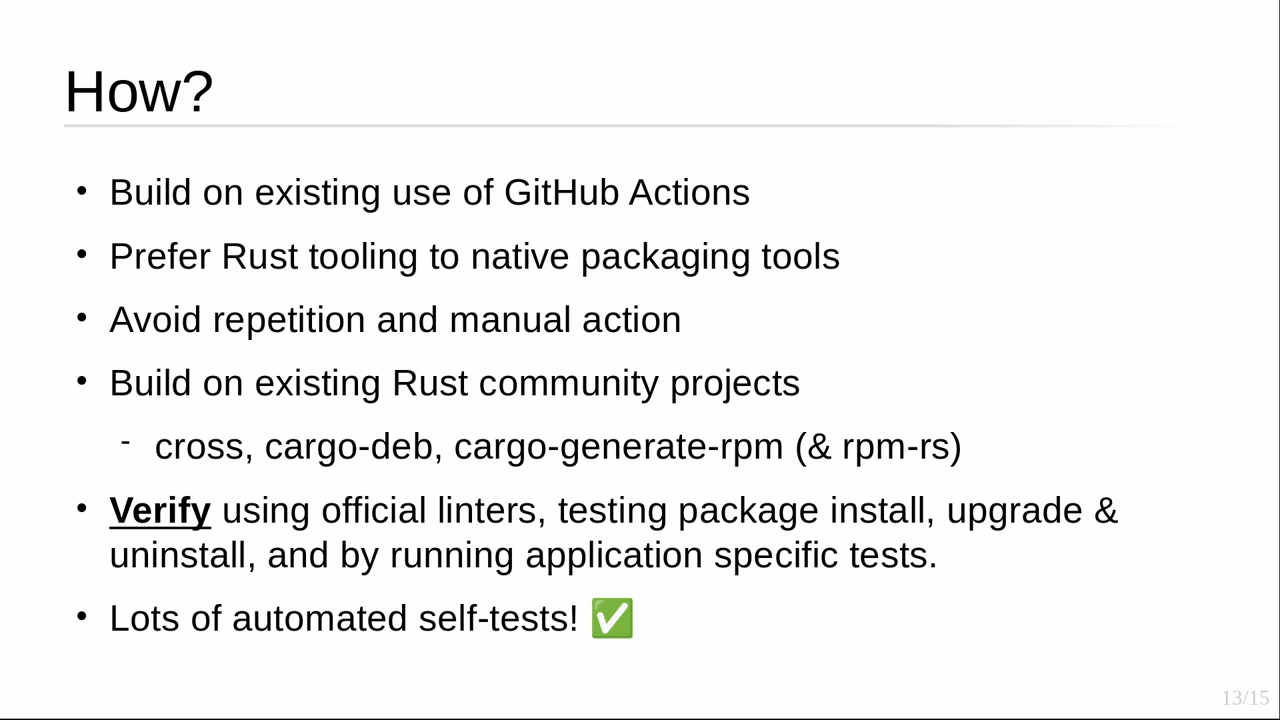 How?
• Build on existing use of GitHub Actions
• Prefer Rust tooling to native packaging tools
• Avoid repetition and manual action
• Build on existing Rust community projects
- cross, cargo-deb, cargo-generate-rpm (& rpm-rs)
• Verify using official linters, testing package install, upgrade &
uninstall, and by running application specific tests.
• Lots of automated self-tests! ✅
13/15